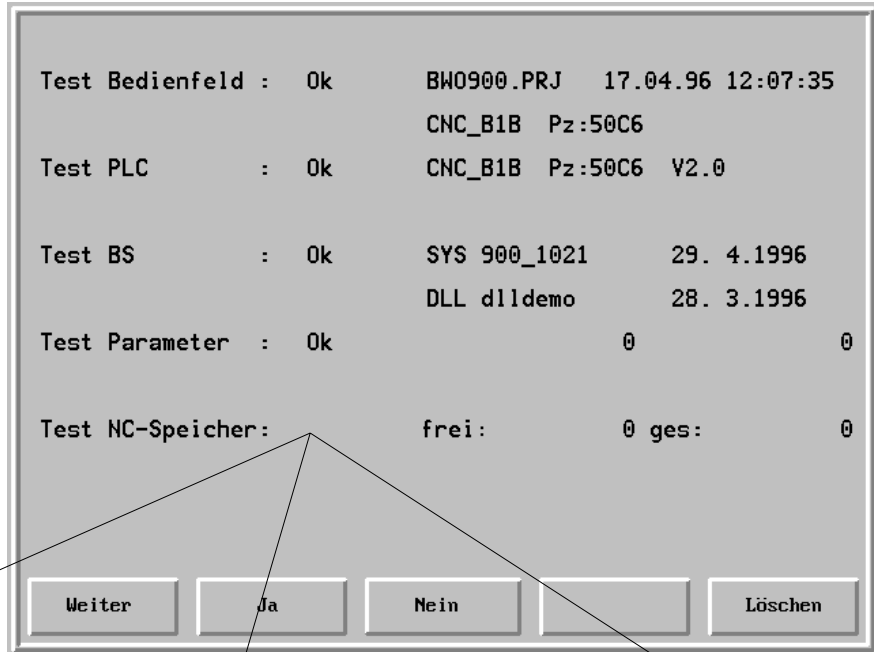 Test Bedienfeld : Ok BWO900.PRJ 17.04.96 12:07:35
CNC_B1B Pz:50C6
Test PLC : Ok CNC_B1B Pz:50C6 V2.0
Test BS : Ok SYS 900_1021 29. 4.1996
DLL dlldemo 28. 3.1996
Test Parameter : Ok 0 0
Test NC-Speicher: frei: 0 ges: 0
Weiter Ja Nein Löschen